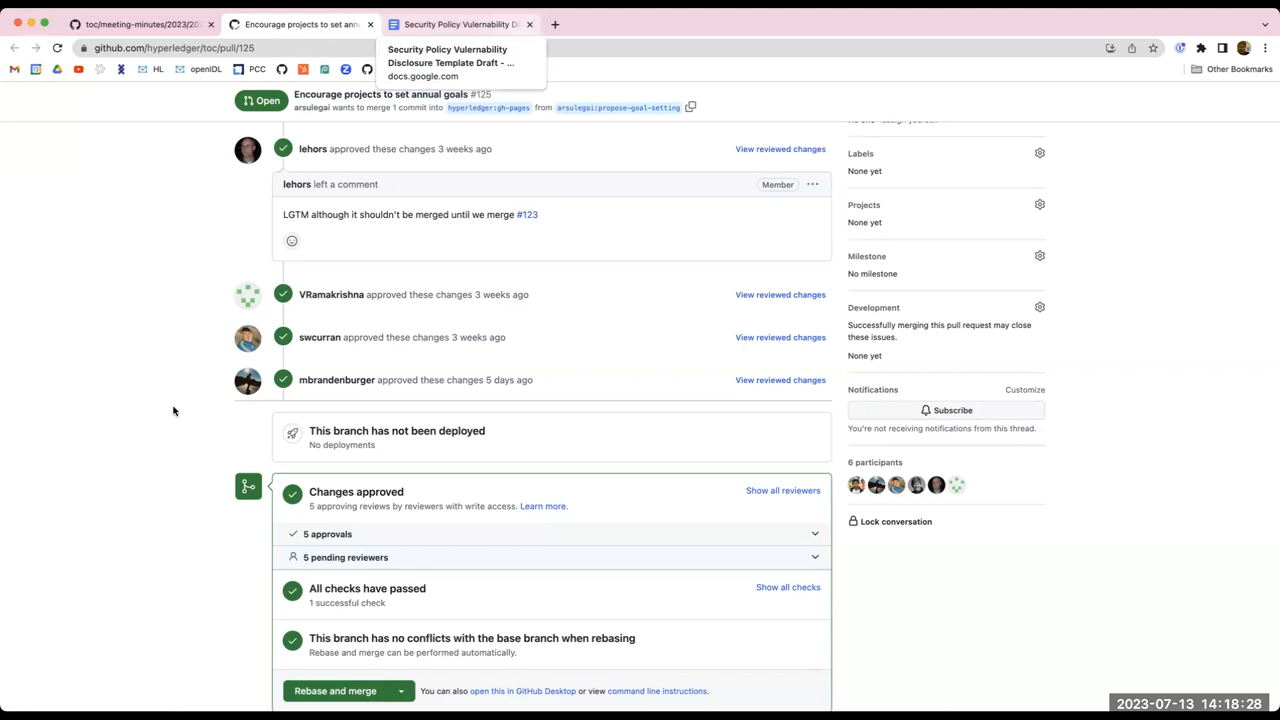 toc/meeting-minutes/2023/202
Encourage projects to set annu
Security Policy Vulernability D
github.com/hyperledger/toc/pull/125
Security Policy Vulernability
Disclosure Template Draft - ...
docs.google.com
HL
openIDL
PCC
Other Bookmarks
Open
Encourage projects to set annual goals #125
arsulegai wants to merge 1 commit into hyperledger:gh-pages from arsulegai:propose-goal-setting
lehors approved these changes 3 weeks ago
View reviewed changes
lehors left a comment
Member
LGTM although it shouldn't be merged until we merge #123
VRamakrishna approved these changes 3 weeks ago
View reviewed changes
swcurran approved these changes 3 weeks ago
View reviewed changes
mbrandenburger approved these changes 5 days ago
View reviewed changes
This branch has not been deployed
No deployments
Changes approved
5 approving reviews by reviewers with write access. Learn more.
Show all reviewers
5 approvals
5 pending reviewers
All checks have passed
1 successful check
Show all checks
This branch has no conflicts with the base branch when rebasing
Rebase and merge can be performed automatically.
Rebase and merge
You can also open this in GitHub Desktop or view command line instructions.
Labels
None yet
Projects
None yet
Milestone
No milestone
Development
Successfully merging this pull request may close
these issues.
None yet
Notifications
Customize
Subscribe
You're not receiving notifications from this thread.
6 participants
Lock conversation
2023-07-13 14:18:28